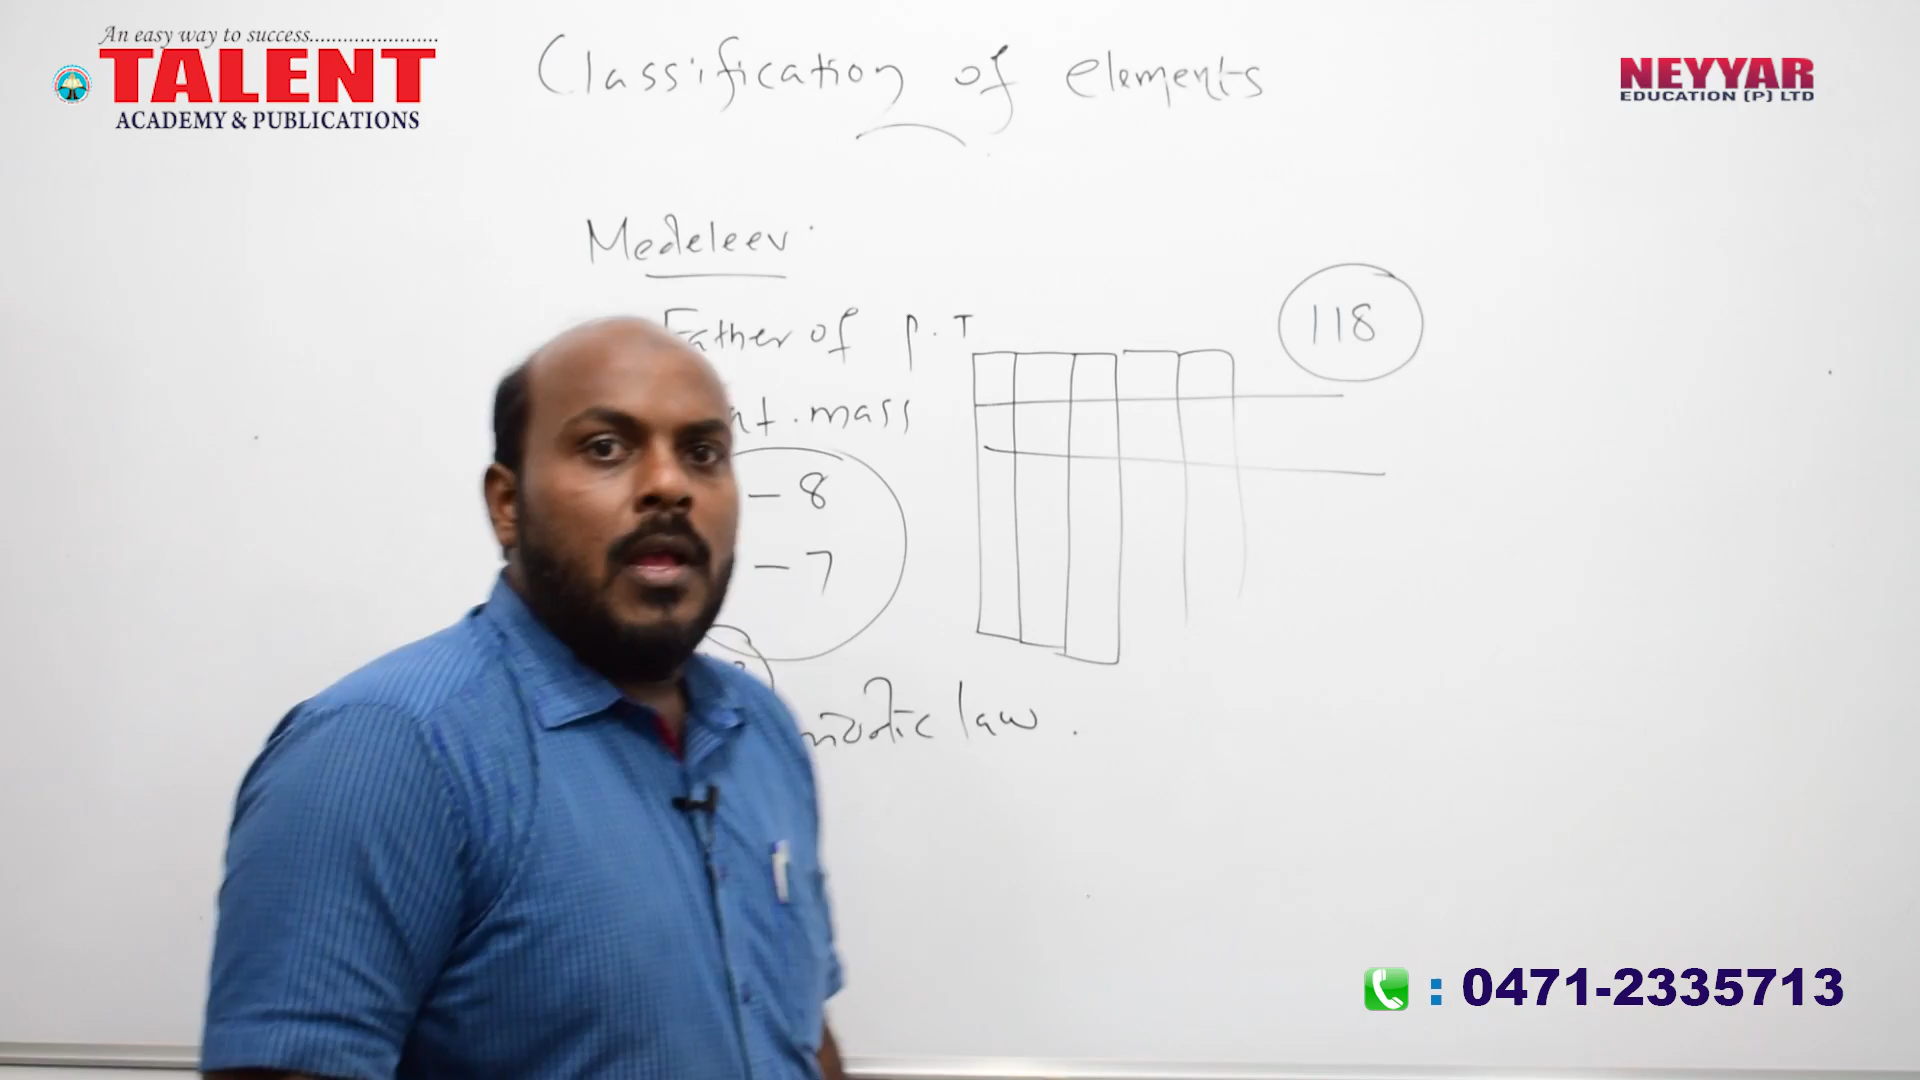 An easy way to success.......................
TALENT
ACADEMY & PUBLICATIONS
NEYYAR
EDUCATION (P) LTD
Classification of elements
Medeleev
Father of P.T
118
at. mass
- 8
- 7
law.
: 0471-2335713